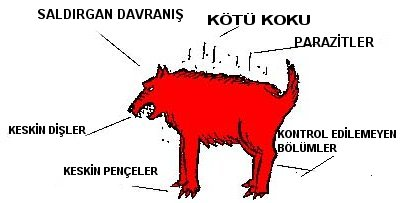 SALDIRGAN DAVRANIŞ
KÖTÜ KOKU
PARAZİTLER
KESKİN DİŞLER
KONTROL EDİLEMEYEN
BÖLÜMLER
KESKİN PENÇELER